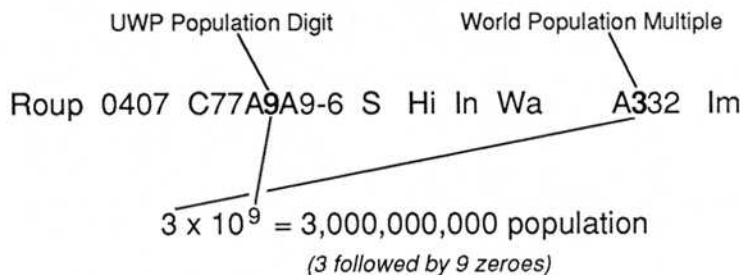 UWP Population Digit World Population Multiple
Roup 0407 C77A9A9-6 S Hi In Wa A332 Im
3 x 10⁹ = 3,000,000,000 population
(3 followed by 9 zeroes)